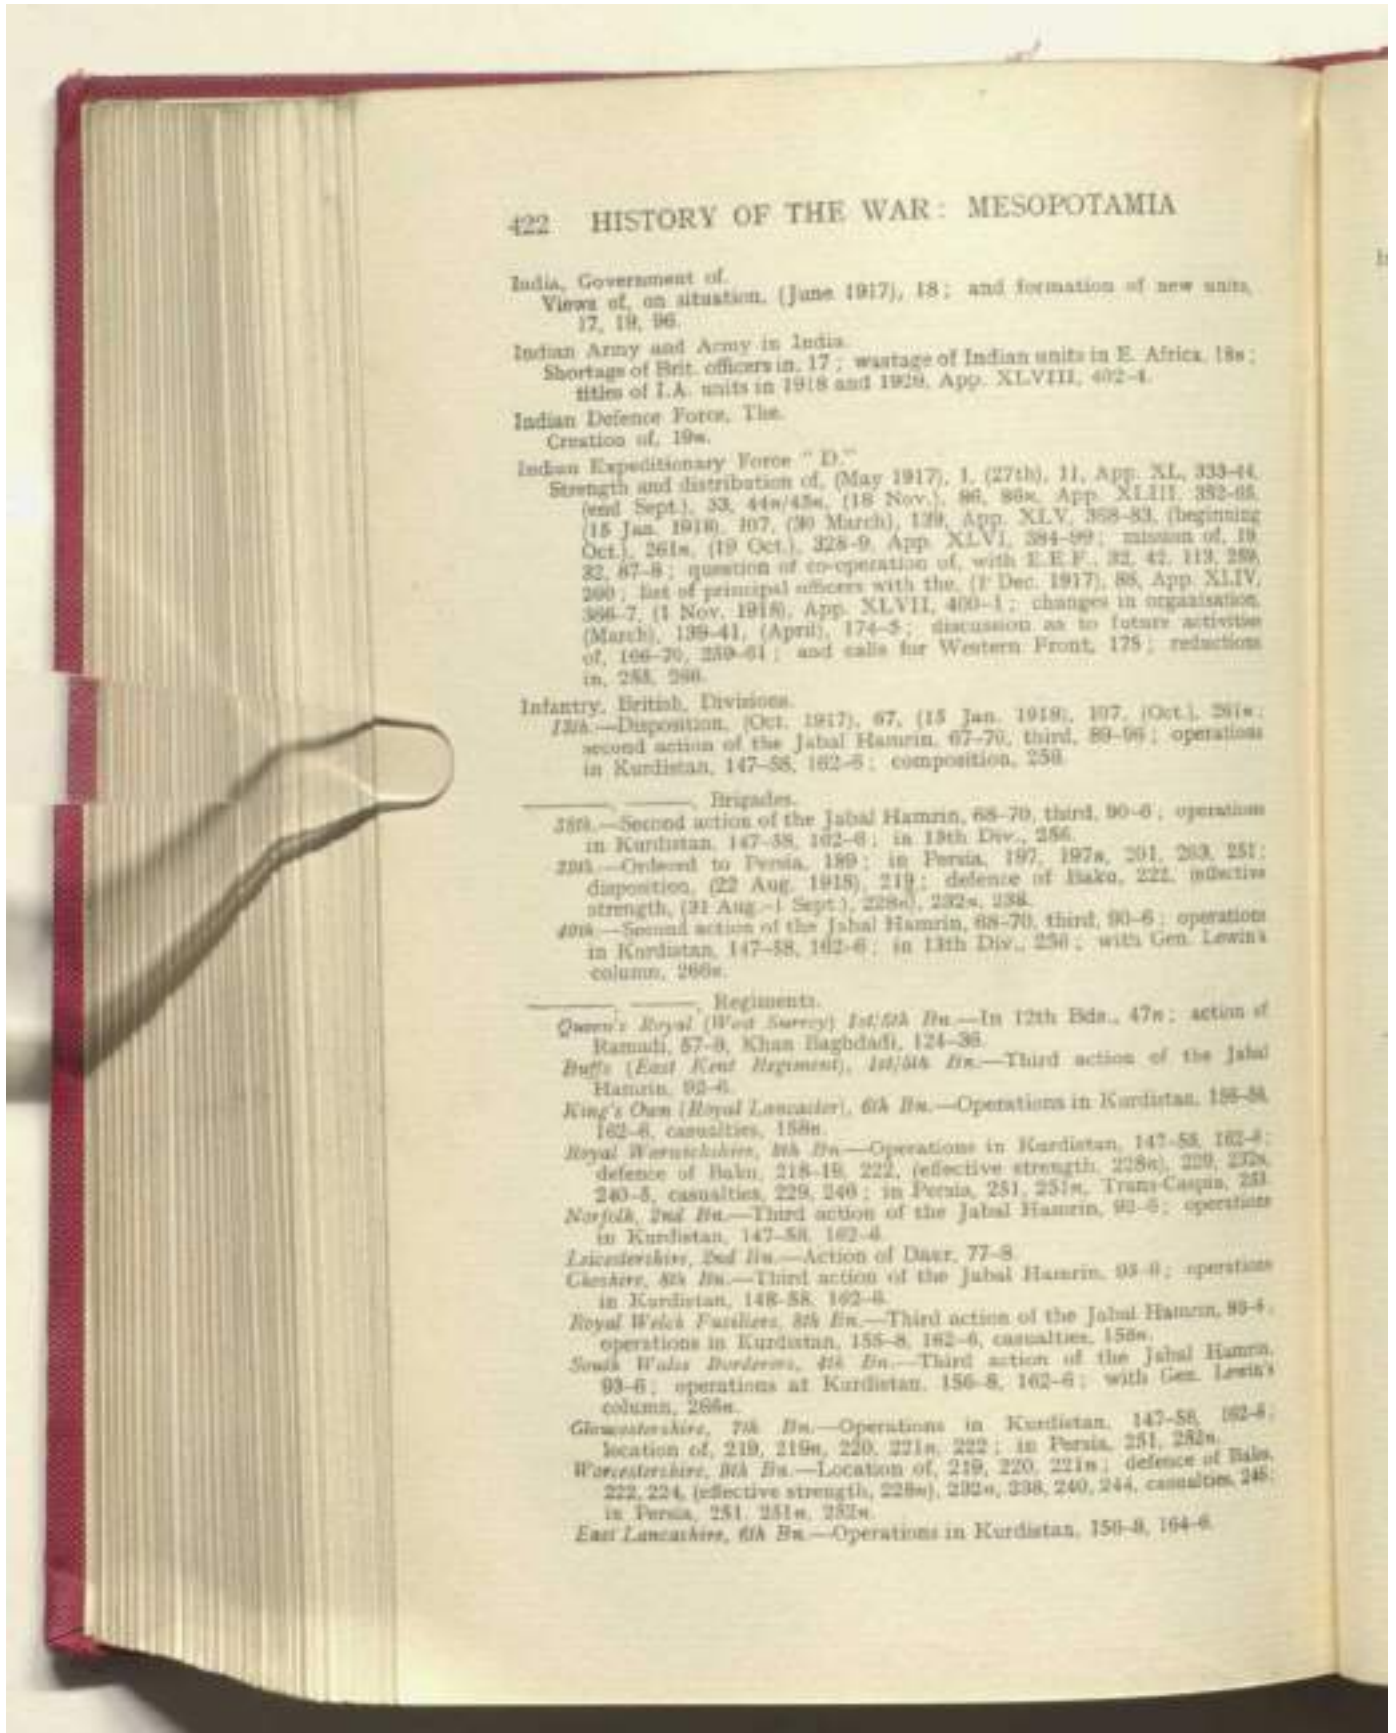 422 HISTORY OF THE WAR: MESOPOTAMIA
India, Government of.
Views of, on situation, (June 1917), 18; and formation of new units,
17, 19, 96.
Indian Army and Army in India.
Shortage of Brit. officers in, 17; wastage of Indian units in E. Africa, 18n;
titles of I.A. units in 1918 and 1926, App. XLVIII, 402-4.
Indian Defence Force, The.
Creation of, 19n.
Indian Expeditionary Force "D."
Strength and distribution of, (May 1917), 1, (27th), 11, App. XL, 333-44,
(end Sept.), 33, 44n/45n, (18 Nov.), 86, 86n, App. XLIII, 352-65,
(15 Jan. 1918), 107, (30 March), 139, App. XLV, 368-83, (beginning
Oct.), 261n, (19 Oct.), 328-9, App. XLVI, 384-99; mission of, 19,
32, 87-8; question of co-operation of, with E.E.F., 32, 42, 113, 259,
260; list of principal officers with the, (1 Dec. 1917), 88, App. XLIV,
366-7, (1 Nov. 1918), App. XLVII, 400-1; changes in organisation,
(March), 139-41, (April), 174-5; discussion as to future activities
of, 166-70, 259-61; and calls for Western Front, 175; reductions
in, 255, 260.
Infantry, British, Divisions.
13th.—Disposition, (Oct. 1917), 67, (15 Jan. 1918), 107, (Oct.), 261n;
second action of the Jabal Hamrin, 67-70, third, 89-96; operations
in Kurdistan, 147-58, 162-6; composition, 256.
———, ———, Brigades.
38th.—Second action of the Jabal Hamrin, 68-70, third, 90-6; operations
in Kurdistan, 147-58, 162-6; in 13th Div., 256.
39th.—Ordered to Persia, 189; in Persia, 197, 197n, 201, 203, 251;
disposition, (22 Aug. 1918), 219; defence of Baku, 222, (effective
strength, (31 Aug.-1 Sept.), 228n), 232n, 238.
40th.—Second action of the Jabal Hamrin, 68-70, third, 90-6; operations
in Kurdistan, 147-58, 162-6; in 13th Div., 256; with Gen. Lewin's
column, 266n.
———, ———, Regiments.
Queen's Royal (West Surrey) 1st/5th Bn.—In 12th Bde., 47n; action of
Ramadi, 57-8, Khan Baghdadi, 124-36.
Buffs (East Kent Regiment), 1st/5th Bn.—Third action of the Jabal
Hamrin, 92-6.
King's Own (Royal Lancaster), 6th Bn.—Operations in Kurdistan, 156-58,
162-6, casualties, 158n.
Royal Warwickshire, 9th Bn.—Operations in Kurdistan, 147-58, 162-6;
defence of Baku, 218-19, 222, (effective strength, 228n), 229, 232n,
240-5, casualties, 229, 246; in Persia, 251, 251n, Trans-Caspia, 253.
Norfolk, 2nd Bn.—Third action of the Jabal Hamrin, 92-6; operations
in Kurdistan, 147-58, 162-6.
Leicestershire, 2nd Bn.—Action of Daur, 77-8.
Cheshire, 8th Bn.—Third action of the Jabal Hamrin, 93-6; operations
in Kurdistan, 148-58, 162-6.
Royal Welch Fusiliers, 8th Bn.—Third action of the Jabal Hamrin, 93-6;
operations in Kurdistan, 155-8, 162-6, casualties, 158n.
South Wales Borderers, 4th Bn.—Third action of the Jabal Hamrin,
93-6; operations at Kurdistan, 156-8, 162-6; with Gen. Lewin's
column, 266n.
Gloucestershire, 7th Bn.—Operations in Kurdistan, 147-58, 162-6;
location of, 219, 219n, 220, 221n, 222; in Persia, 251, 252n.
Worcestershire, 9th Bn.—Location of, 219, 220, 221n; defence of Baku,
222, 224, (effective strength, 228n), 232n, 238, 240, 244, casualties, 246;
in Persia, 251, 251n, 252n.
East Lancashire, 6th Bn.—Operations in Kurdistan, 156-8, 164-6.